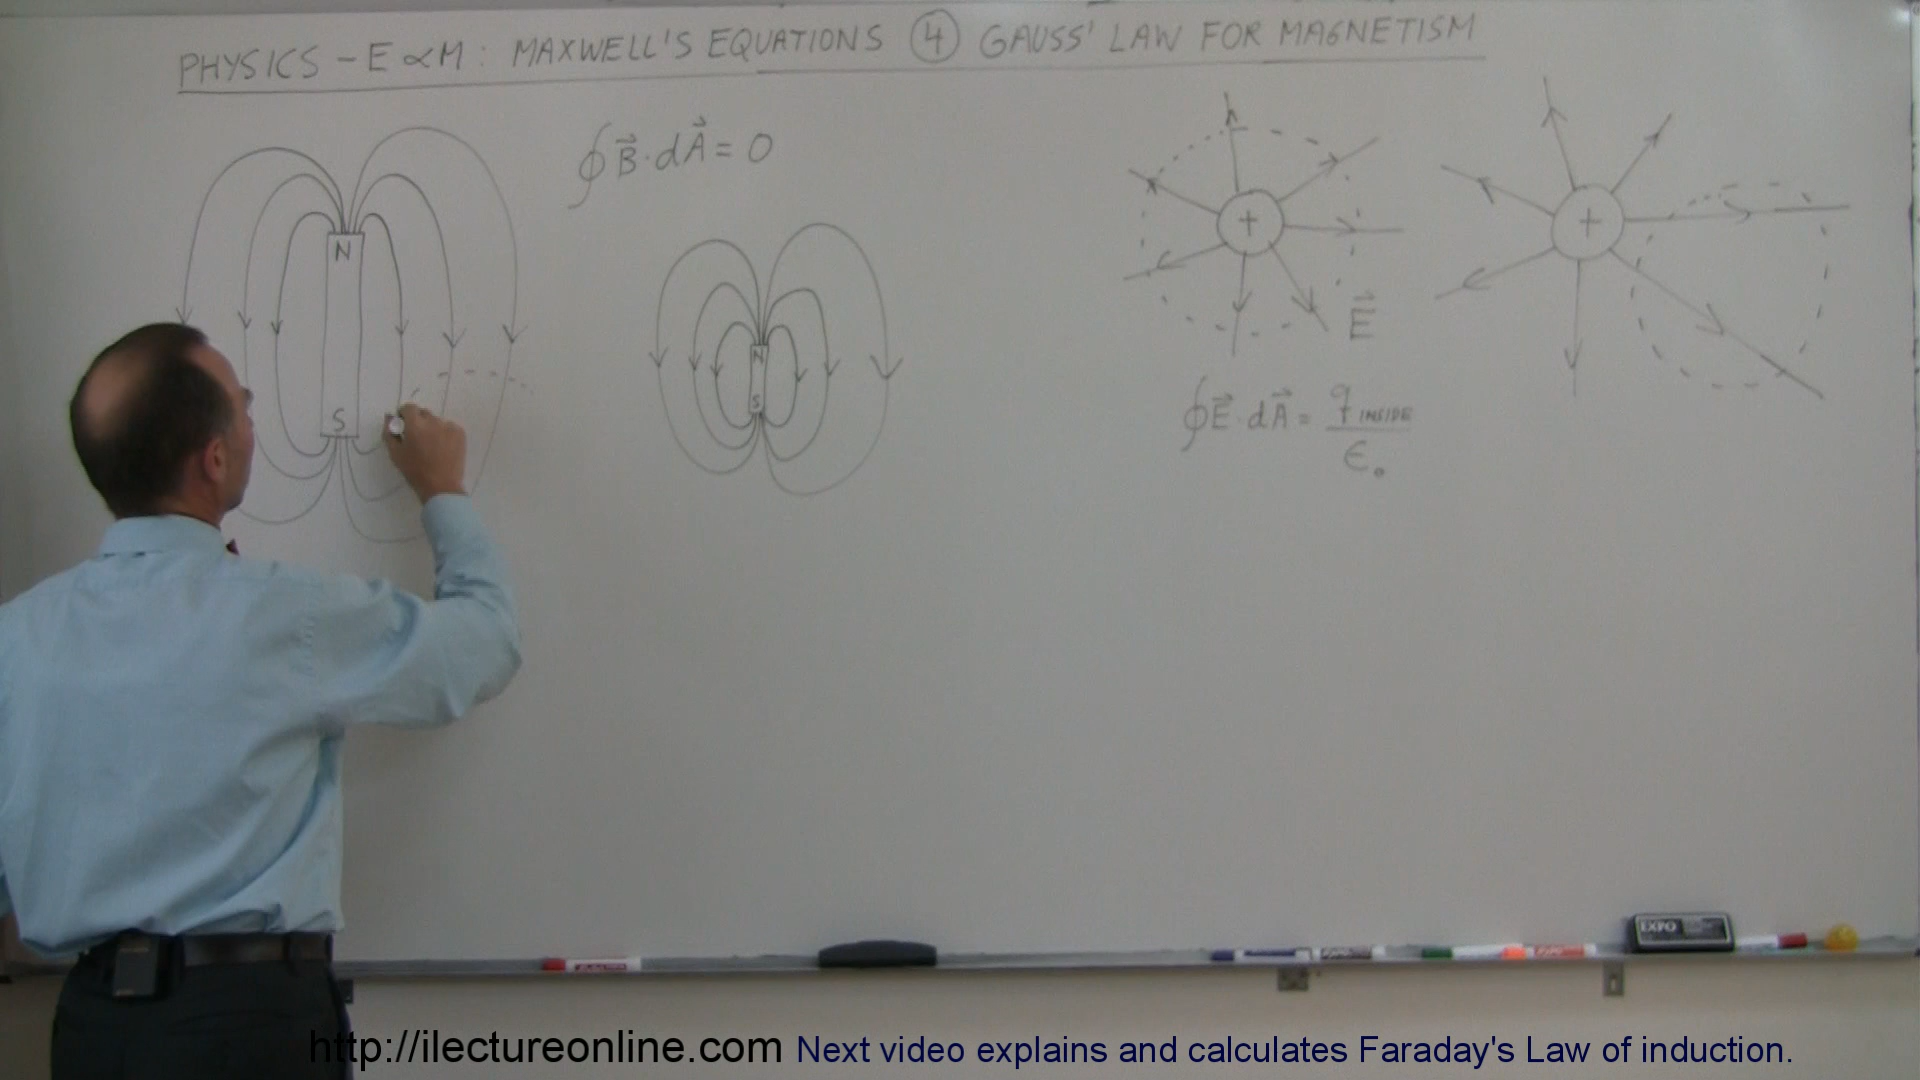 PHYSICS - E & M: MAXWELL'S EQUATIONS ④ GAUSS' LAW FOR MAGNETISM
∮B⃗·dA⃗ = 0
N
S
N
S
+
+
E⃗
∮E⃗·dA⃗ = q INSIDE / ϵ₀
EXPO
http://ilectureonline.com Next video explains and calculates Faraday's Law of induction.